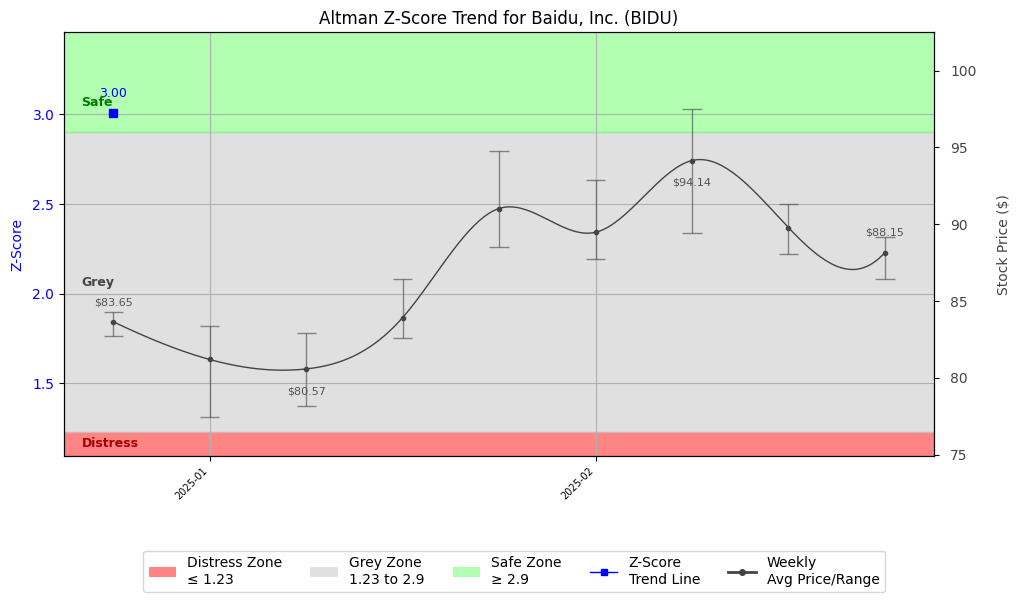 Altman Z-Score Trend for Baidu, Inc. (BIDU)
3.00
Safe
Grey
Distress
$83.65
$80.57
$94.14
$88.15
Z-Score
3.0
2.5
2.0
1.5
100
95
90
85
80
75
Stock Price ($)
2025-01
2025-02
Distress Zone
≤ 1.23
Grey Zone
1.23 to 2.9
Safe Zone
≥ 2.9
Z-Score
Trend Line
Weekly
Avg Price/Range